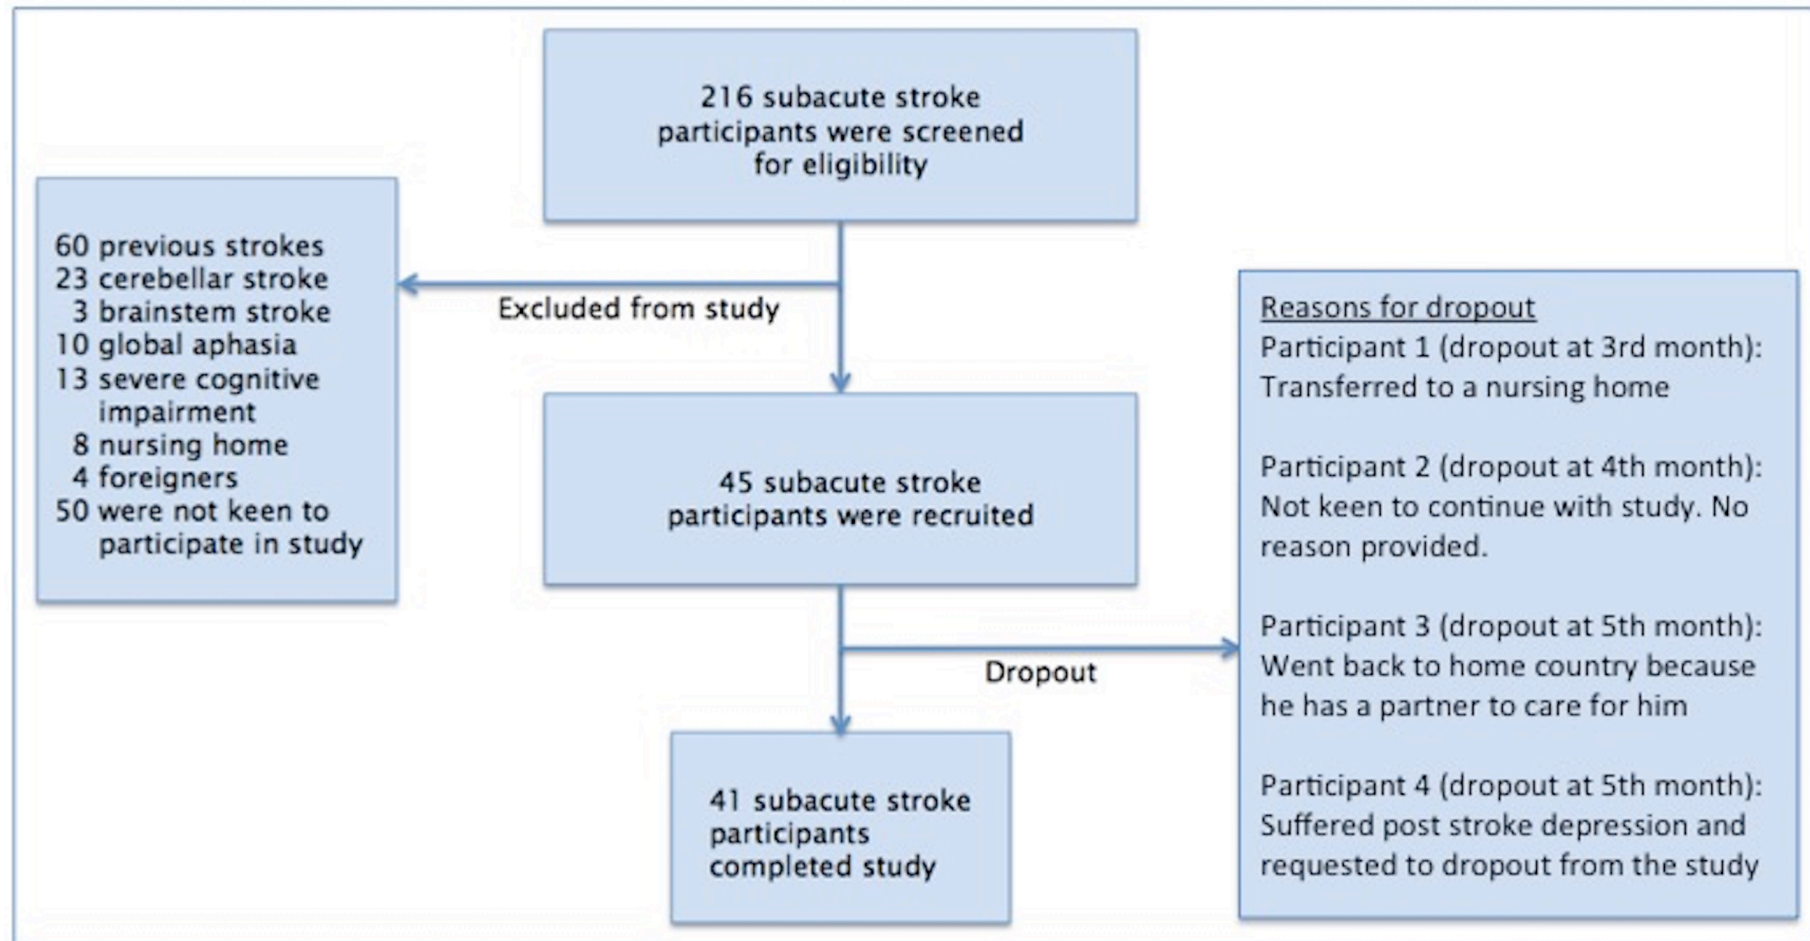 216 subacute stroke
participants were screened
for eligibility
60 previous strokes
23 cerebellar stroke
3 brainstem stroke
10 global aphasia
13 severe cognitive
impairment
8 nursing home
4 foreigners
50 were not keen to
participate in study
Excluded from study
45 subacute stroke
participants were recruited
Dropout
Reasons for dropout
Participant 1 (dropout at 3rd month):
Transferred to a nursing home
Participant 2 (dropout at 4th month):
Not keen to continue with study. No
reason provided.
Participant 3 (dropout at 5th month):
Went back to home country because
he has a partner to care for him
Participant 4 (dropout at 5th month):
Suffered post stroke depression and
requested to dropout from the study
41 subacute stroke
participants
completed study